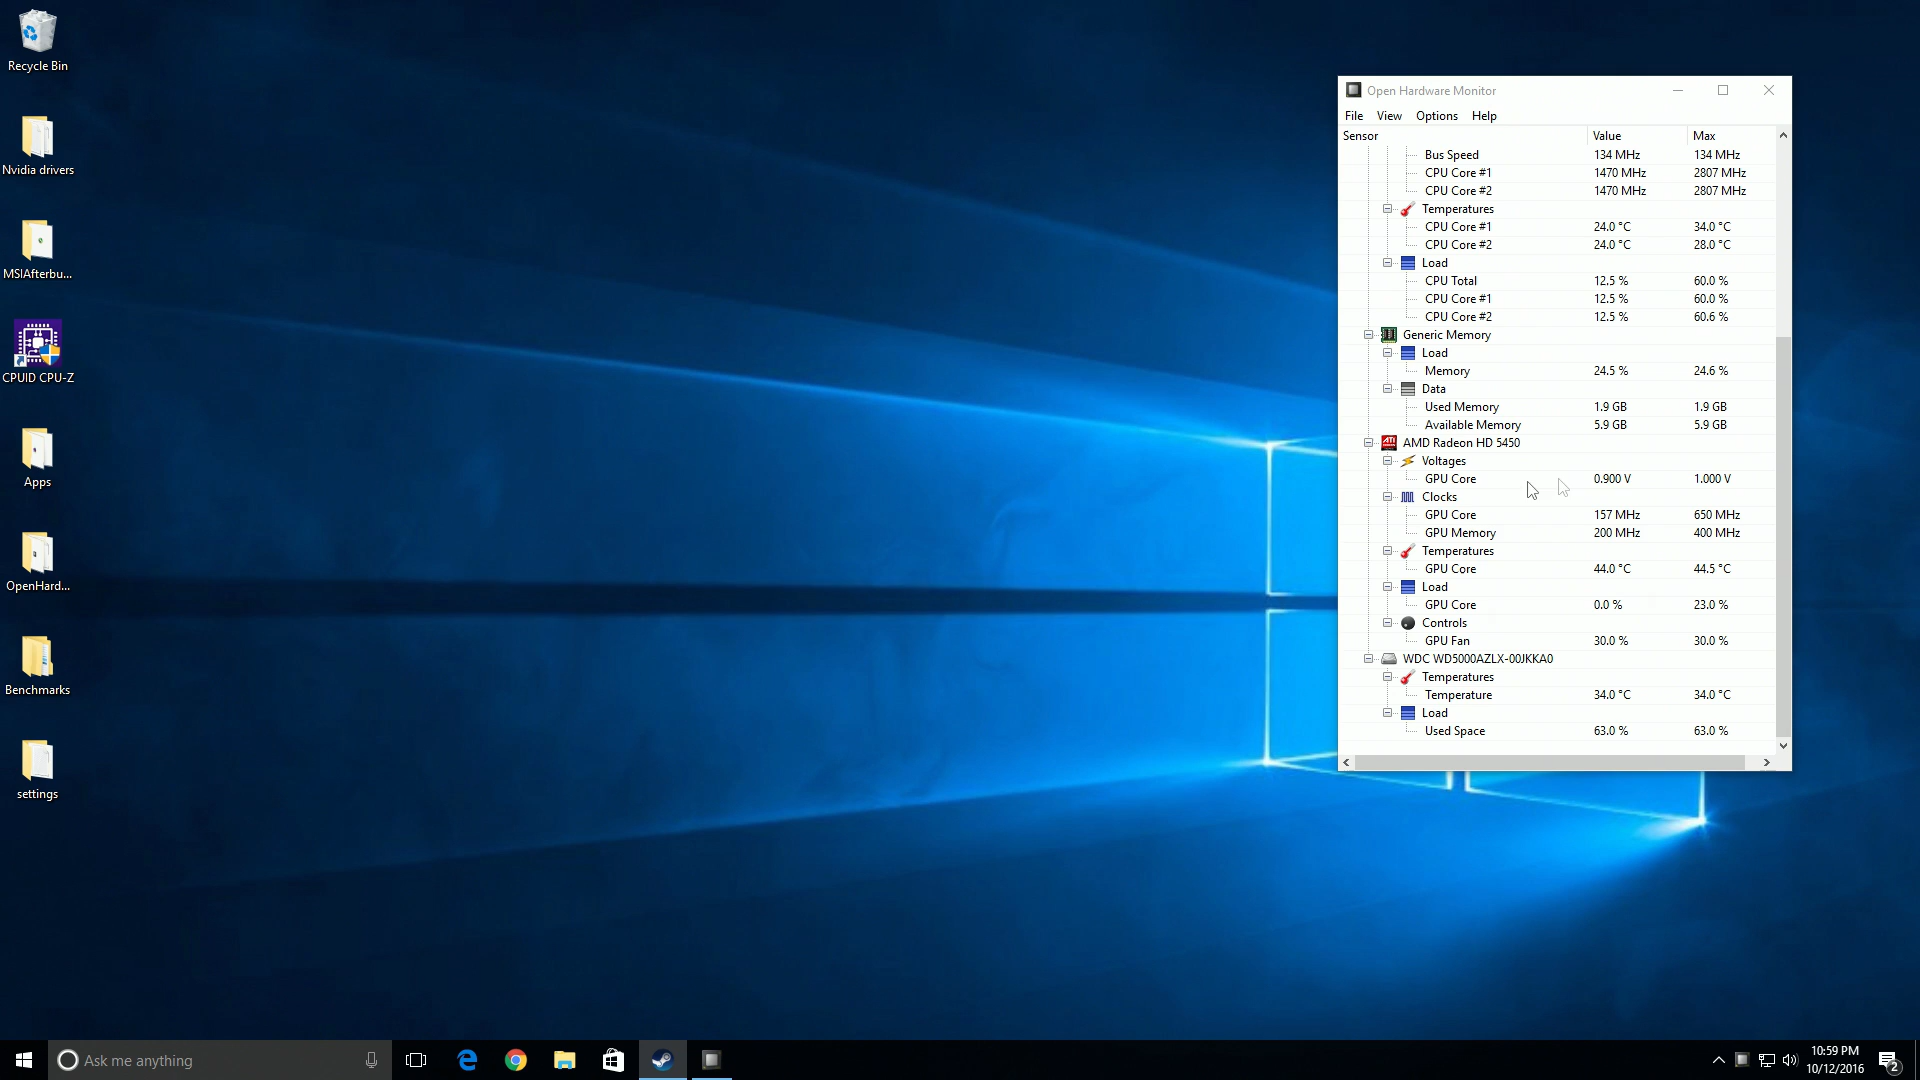 Recycle Bin
Nvidia drivers
MSIAfterbu...
CPUID CPU-Z
Apps
OpenHard...
Benchmarks
settings
Open Hardware Monitor
File View Options Help
Sensor Value Max
Bus Speed 134 MHz 134 MHz
CPU Core #1 1470 MHz 2807 MHz
CPU Core #2 1470 MHz 2807 MHz
Temperatures
CPU Core #1 24.0 °C 34.0 °C
CPU Core #2 24.0 °C 28.0 °C
Load
CPU Total 12.5 % 60.0 %
CPU Core #1 12.5 % 60.0 %
CPU Core #2 12.5 % 60.6 %
Generic Memory
Load
Memory 24.5 % 24.6 %
Data
Used Memory 1.9 GB 1.9 GB
Available Memory 5.9 GB 5.9 GB
ATI AMD Radeon HD 5450
Voltages
GPU Core 0.900 V 1.000 V
Clocks
GPU Core 157 MHz 650 MHz
GPU Memory 200 MHz 400 MHz
Temperatures
GPU Core 44.0 °C 44.5 °C
Load
GPU Core 0.0 % 23.0 %
Controls
GPU Fan 30.0 % 30.0 %
WDC WD5000AZLX-00JKKA0
Temperatures
Temperature 34.0 °C 34.0 °C
Load
Used Space 63.0 % 63.0 %
Ask me anything
10:59 PM
10/12/2016
2